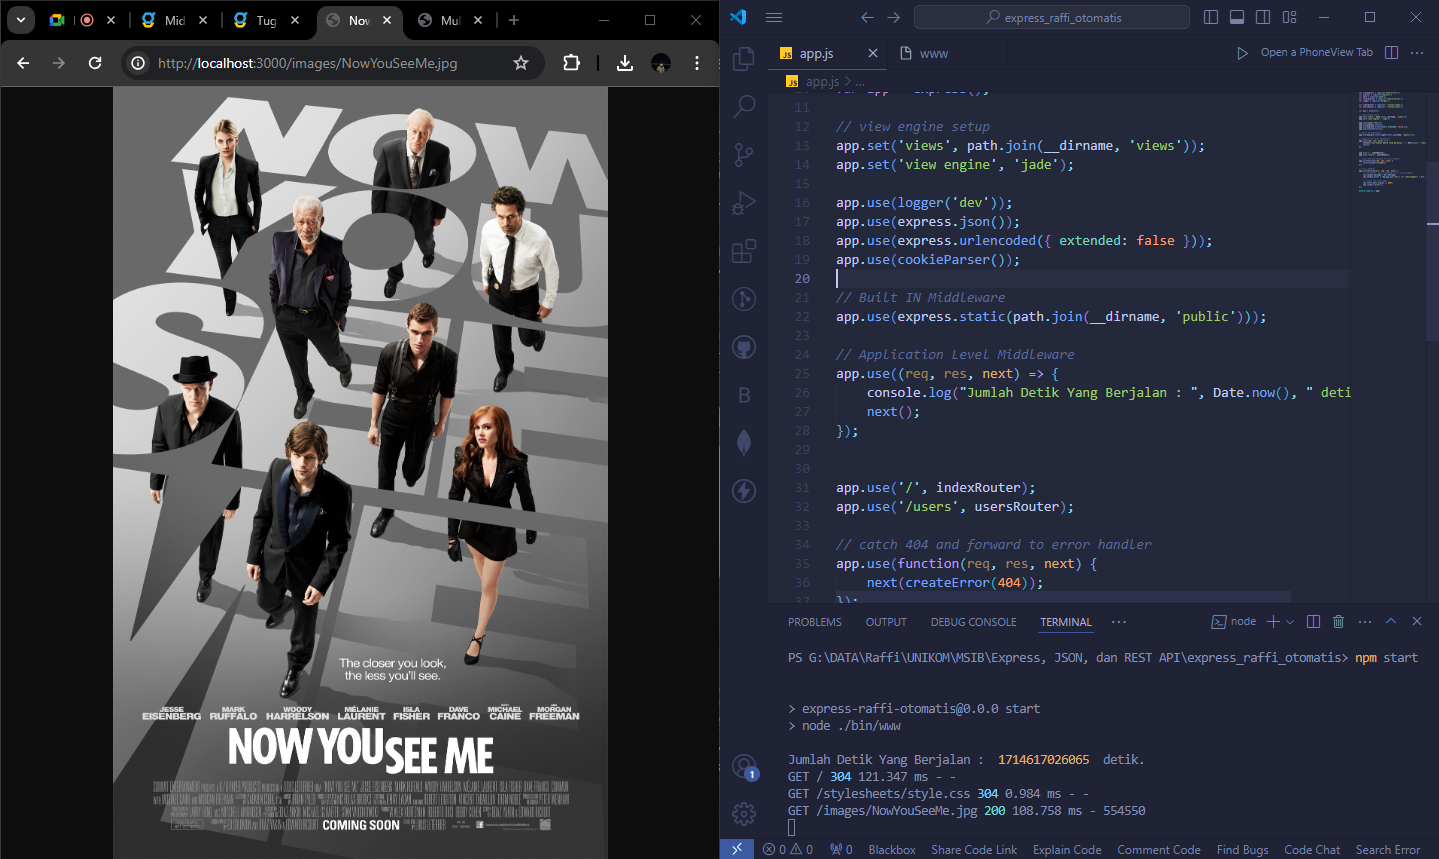 Mid
Tug
Nov
Mul
http://localhost:3000/images/NowYouSeeMe.jpg
NOW
YOU
SEE
The closer you look,
the less you'll see.
JESSE EISENBERG MARK RUFFALO WOODY HARRELSON MÉLANIE LAURENT ISLA FISHER DAVE FRANCO MICHAEL CAINE MORGAN FREEMAN
NOW YOU SEE ME
COMING SOON
express_raffi_otomatis
app.js
www
Open a PhoneView Tab
app.js > ...
11
12 // view engine setup
13 app.set('views', path.join(__dirname, 'views'));
14 app.set('view engine', 'jade');
15
16 app.use(logger('dev'));
17 app.use(express.json());
18 app.use(express.urlencoded({ extended: false }));
19 app.use(cookieParser());
20
21 // Built IN Middleware
22 app.use(express.static(path.join(__dirname, 'public')));
23
24 // Application Level Middleware
25 app.use((req, res, next) => {
26 console.log("Jumlah Detik Yang Berjalan : ", Date.now(), " deti
27 next();
28 });
29
30
31 app.use('/', indexRouter);
32 app.use('/users', usersRouter);
33
34 // catch 404 and forward to error handler
35 app.use(function(req, res, next) {
36 next(createError(404));
37 });
PROBLEMS OUTPUT DEBUG CONSOLE TERMINAL ··· node
PS G:\DATA\Raffi\UNIKOM\MSIB\Express, JSON, dan REST API\express_raffi_otomatis> npm start
> express-raffi-otomatis@0.0.0 start
> node ./bin/www
Jumlah Detik Yang Berjalan :  1714617026065  detik.
GET / 304 121.347 ms - -
GET /stylesheets/style.css 304 0.984 ms - -
GET /images/NowYouSeeMe.jpg 200 108.758 ms - 554550
B
1
0 0 0 Blackbox Share Code Link Explain Code Comment Code Find Bugs Code Chat Search Error